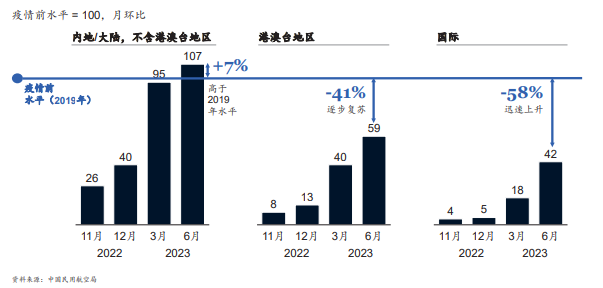 疫情前水平 = 100，月环比
内地/大陆，不含港澳台地区
港澳台地区
国际
107
+7%
95
疫情前
水平（2019年）
高于
2019
年水平
-41%
逐步复苏
-58%
迅速上升
26
40
8
13
40
59
4
5
18
42
11月 12月 3月 6月
11月 12月 3月 6月
11月 12月 3月 6月
2022 2023
2022 2023
2022 2023
资料来源：中国民用航空局